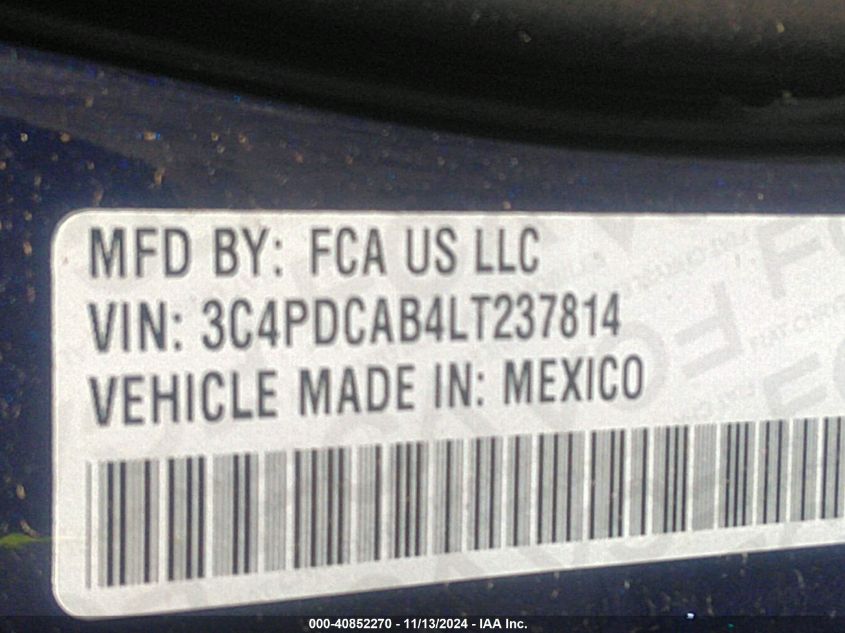 MFD BY: FCA US LLC
VIN: 3C4PDCAB4LT237814
VEHICLE MADE IN: MEXICO
000-40852270 - 11/13/2024 - IAA Inc.